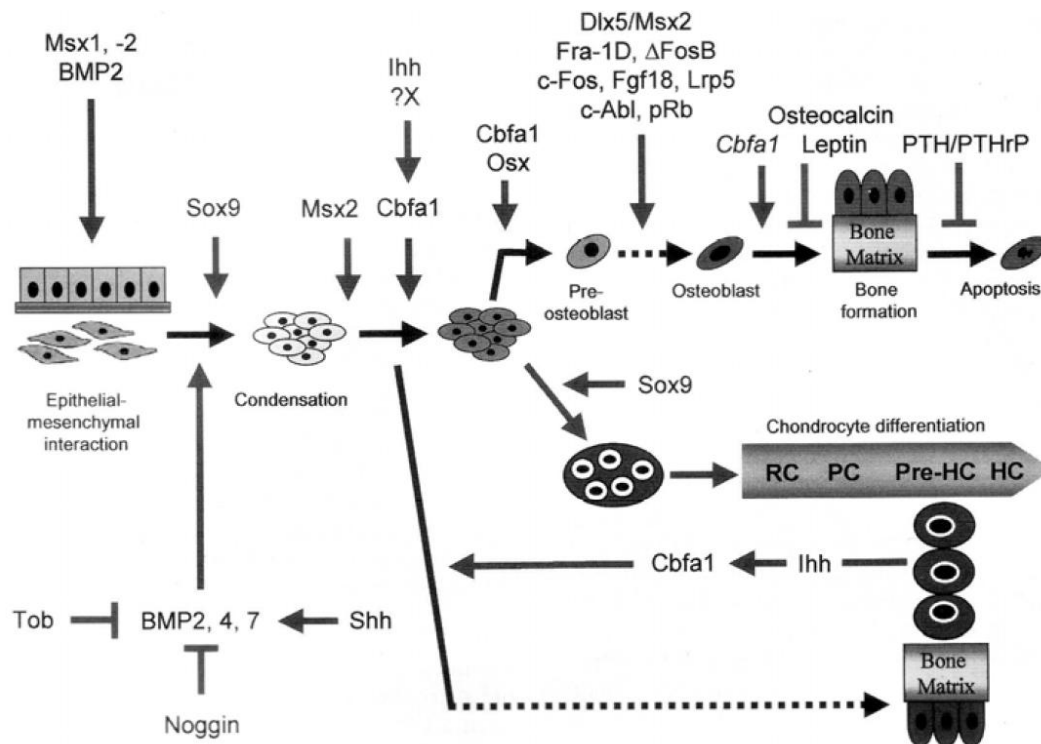 Msx1, -2
BMP2
Ihh
?X
Dlx5/Msx2
Fra-1D, ΔFosB
c-Fos, Fgf18, Lrp5
c-Abl, pRb
Cbfa1
Osx
Cbfa1
Osteocalcin
Leptin
PTH/PTHrP
Sox9
Msx2
Cbfa1
Bone
Matrix
Pre-
osteoblast
Osteoblast
Bone
formation
Apoptosis
Epithelial-
mesenchymal
interaction
Condensation
Sox9
Chondrocyte differentiation
RC PC Pre-HC HC
Cbfa1
Ihh
Tob
BMP2, 4, 7
Shh
Noggin
Bone
Matrix